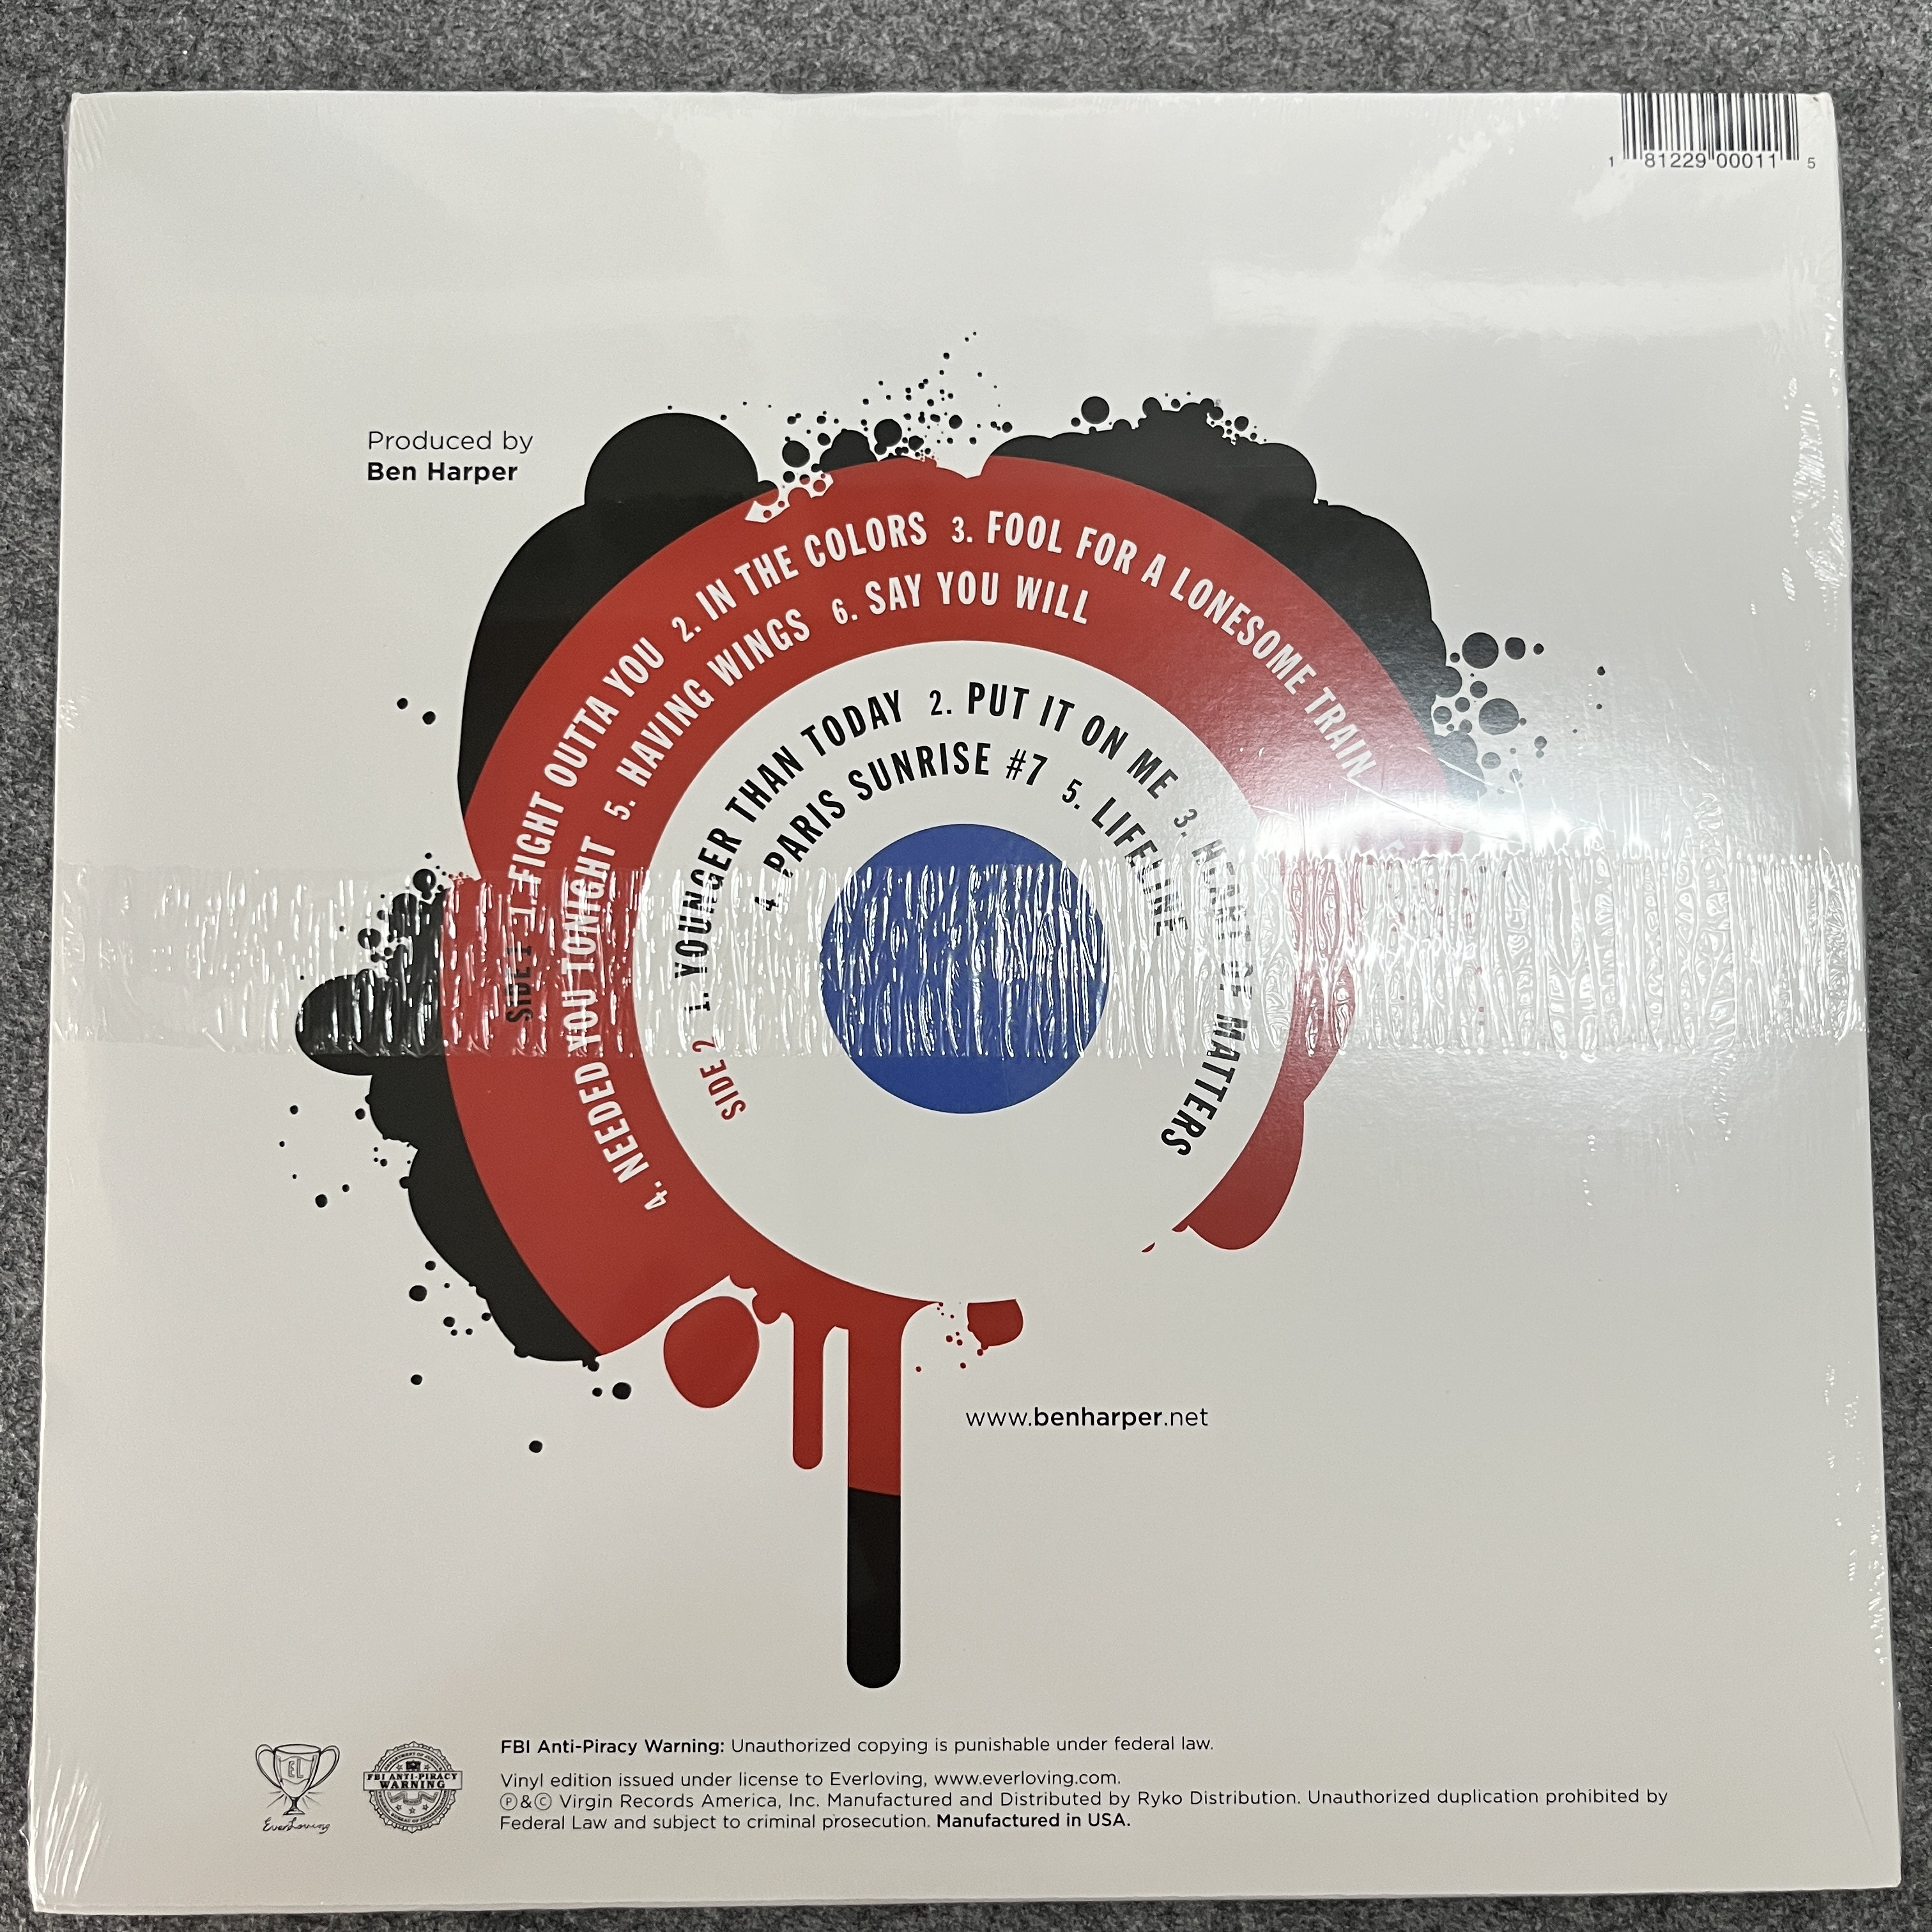 1 81229 00011 5
Produced by
Ben Harper
SIDE 1 1. FIGHT OUTTA YOU 2. IN THE COLORS 3. FOOL FOR A LONESOME TRAIN
4. NEEDED YOU TONIGHT 5. HAVING WINGS 6. SAY YOU WILL
SIDE 2 1. YOUNGER THAN TODAY 2. PUT IT ON ME 3. HEART OF MATTERS
4. PARIS SUNRISE #7 5. LIFELINE
www.benharper.net
EL
EverLoving
FBI ANTI-PIRACY
WARNING
FBI Anti-Piracy Warning: Unauthorized copying is punishable under federal law.
Vinyl edition issued under license to Everloving, www.everloving.com.
Ⓟ&© Virgin Records America, Inc. Manufactured and Distributed by Ryko Distribution. Unauthorized duplication prohibited by
Federal Law and subject to criminal prosecution. Manufactured in USA.